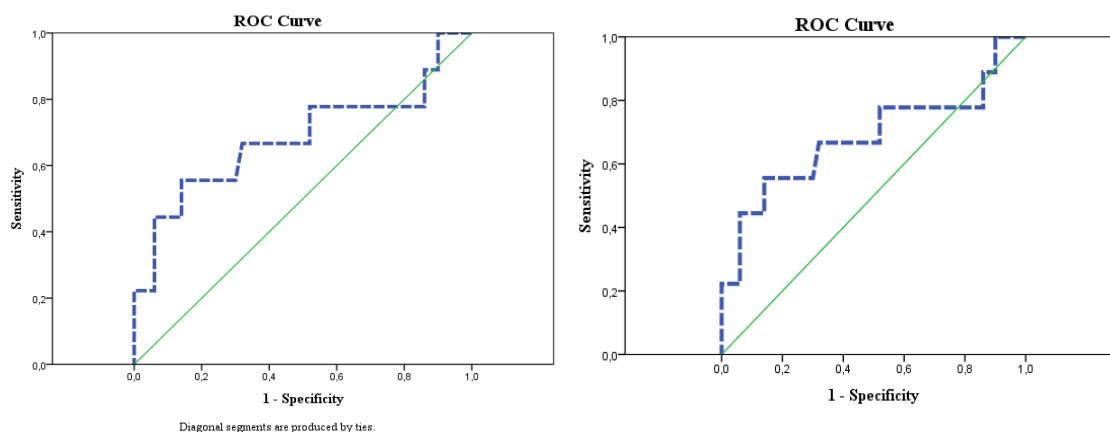 ROC Curve
1,0
0,8
0,6
0,4
0,2
0,0
Sensitivity
0,0 0,2 0,4 0,6 0,8 1,0
1 - Specificity
Diagonal segments are produced by ties.
ROC Curve
1,0
0,8
0,6
0,4
0,2
0,0
Sensitivity
0,0 0,2 0,4 0,6 0,8 1,0
1 - Specificity